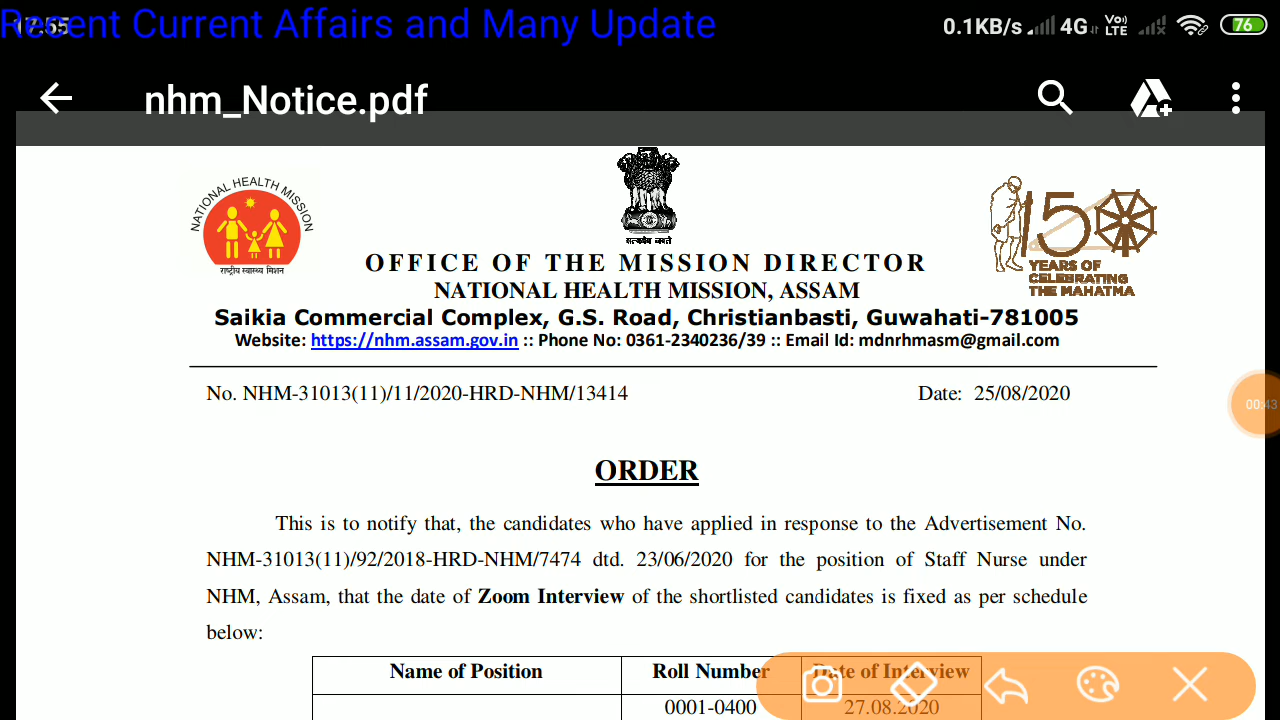 Recent Current Affairs and Many Update
17:55
0.1KB/s 4G Vo) LTE 76
nhm_Notice.pdf
NATIONAL HEALTH MISSION
राष्ट्रीय स्वास्थ्य मिशन
सत्यमेव जयते
150
YEARS OF
CELEBRATING
THE MAHATMA
OFFICE OF THE MISSION DIRECTOR
NATIONAL HEALTH MISSION, ASSAM
Saikia Commercial Complex, G.S. Road, Christianbasti, Guwahati-781005
Website: https://nhm.assam.gov.in :: Phone No: 0361-2340236/39 :: Email Id: mdnrhmasm@gmail.com
No. NHM-31013(11)/11/2020-HRD-NHM/13414 Date: 25/08/2020
00:43
ORDER
This is to notify that, the candidates who have applied in response to the Advertisement No.
NHM-31013(11)/92/2018-HRD-NHM/7474 dtd. 23/06/2020 for the position of Staff Nurse under
NHM, Assam, that the date of Zoom Interview of the shortlisted candidates is fixed as per schedule
below:
Name of Position Roll Number Date of Interview
0001-0400 27.08.2020